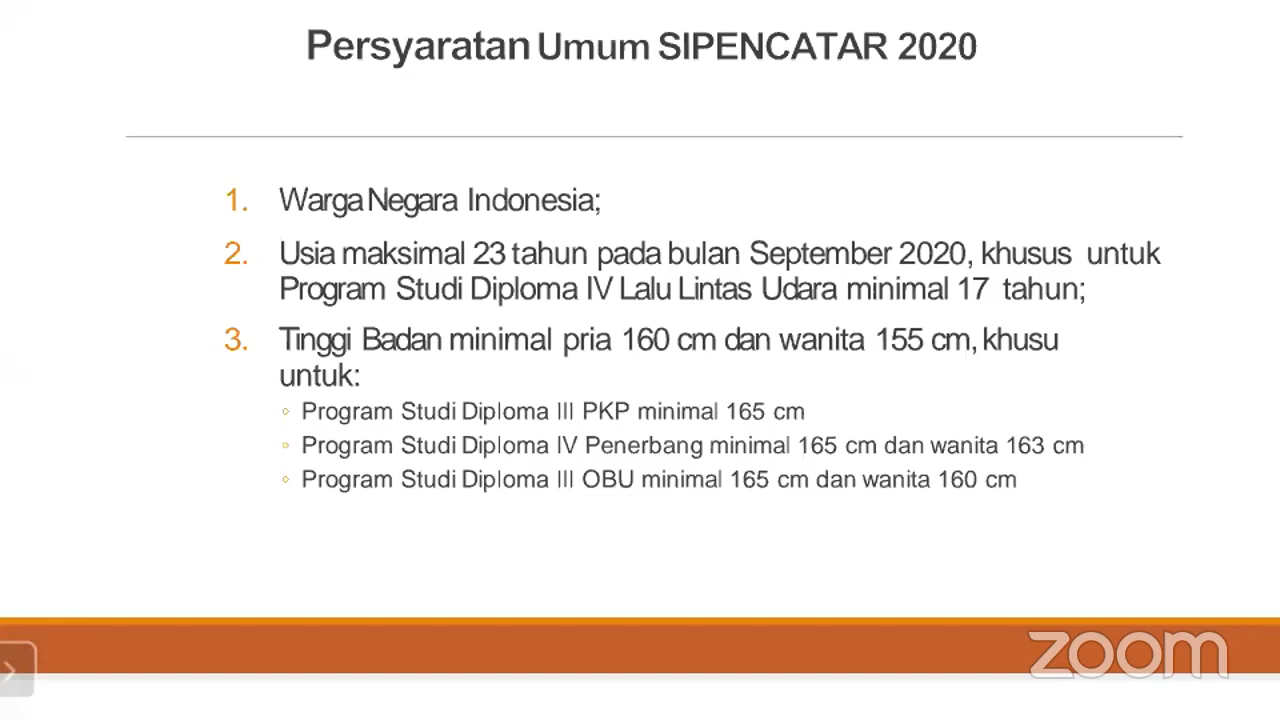 Persyaratan Umum SIPENCATAR 2020
1. Warga Negara Indonesia;
2. Usia maksimal 23 tahun pada bulan September 2020, khusus untuk
Program Studi Diploma IV Lalu Lintas Udara minimal 17 tahun;
3. Tinggi Badan minimal pria 160 cm dan wanita 155 cm, khusu
untuk:
◦ Program Studi Diploma III PKP minimal 165 cm
◦ Program Studi Diploma IV Penerbang minimal 165 cm dan wanita 163 cm
◦ Program Studi Diploma III OBU minimal 165 cm dan wanita 160 cm
zoom